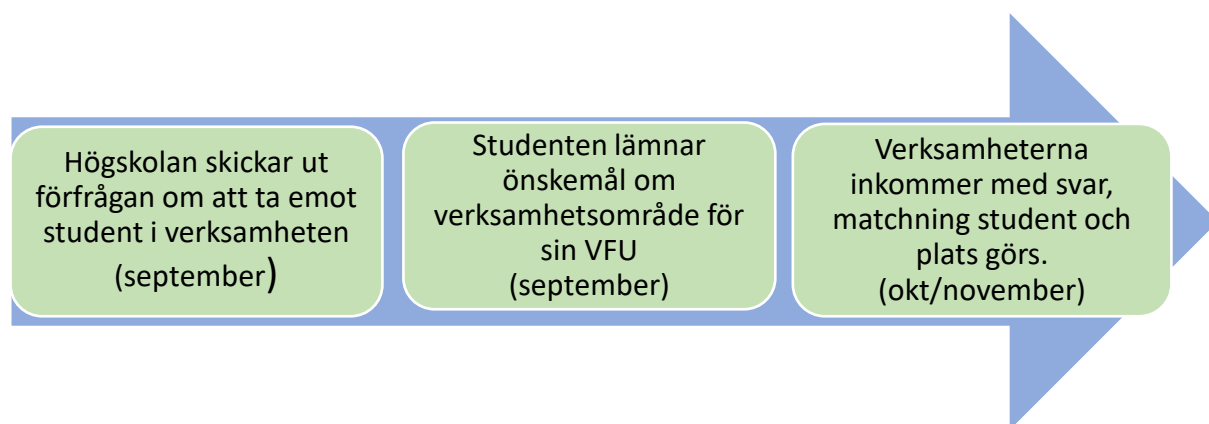 Högskolan skickar ut
förfrågan om att ta emot
student i verksamheten
(september)
Studenten lämnar
önskemål om
verksamhetsområde för
sin VFU
(september)
Verksamheterna
inkommer med svar,
matchning student och
plats görs.
(okt/november)